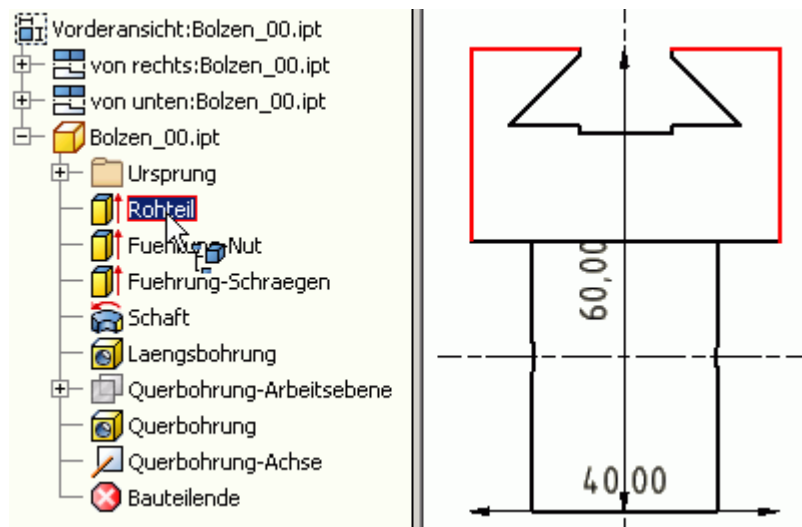 Vorderansicht:Bolzen_00.ipt
von rechts:Bolzen_00.ipt
von unten:Bolzen_00.ipt
Bolzen_00.ipt
Ursprung
Rohteil
Fuehrung-Nut
Fuehrung-Schraegen
Schaft
Laengsbohrung
Querbohrung-Arbeitsebene
Querbohrung
Querbohrung-Achse
Bauteilende
60,00
40,00